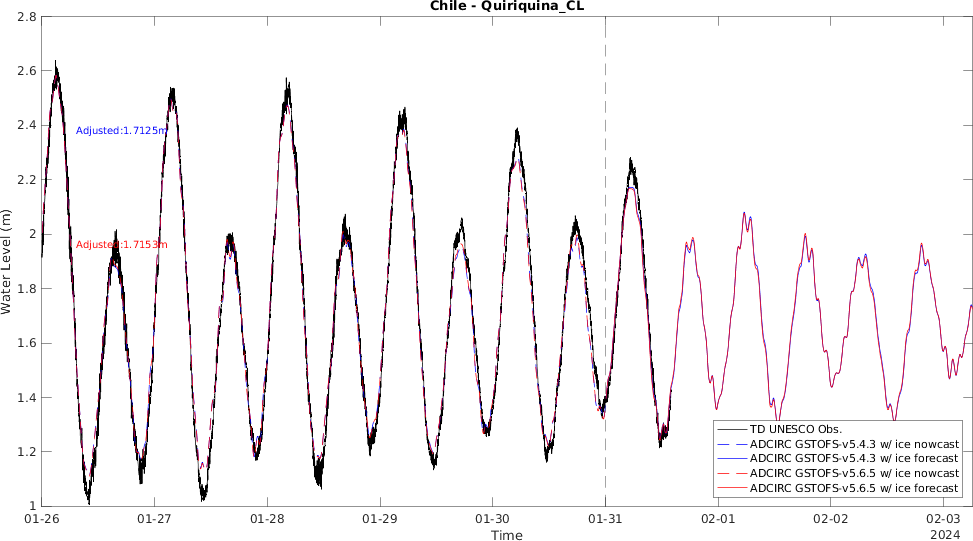 Chile - Quiriquina_CL
2.8
2.6
2.4
2.2
2
1.8
1.6
1.4
1.2
1
Water Level (m)
Adjusted:1.7125m
Adjusted:1.7153m
TD UNESCO Obs.
ADCIRC GSTOFS-v5.4.3 w/ ice nowcast
ADCIRC GSTOFS-v5.4.3 w/ ice forecast
ADCIRC GSTOFS-v5.6.5 w/ ice nowcast
ADCIRC GSTOFS-v5.6.5 w/ ice forecast
01-26 01-27 01-28 01-29 01-30 01-31 02-01 02-02 02-03
Time
2024